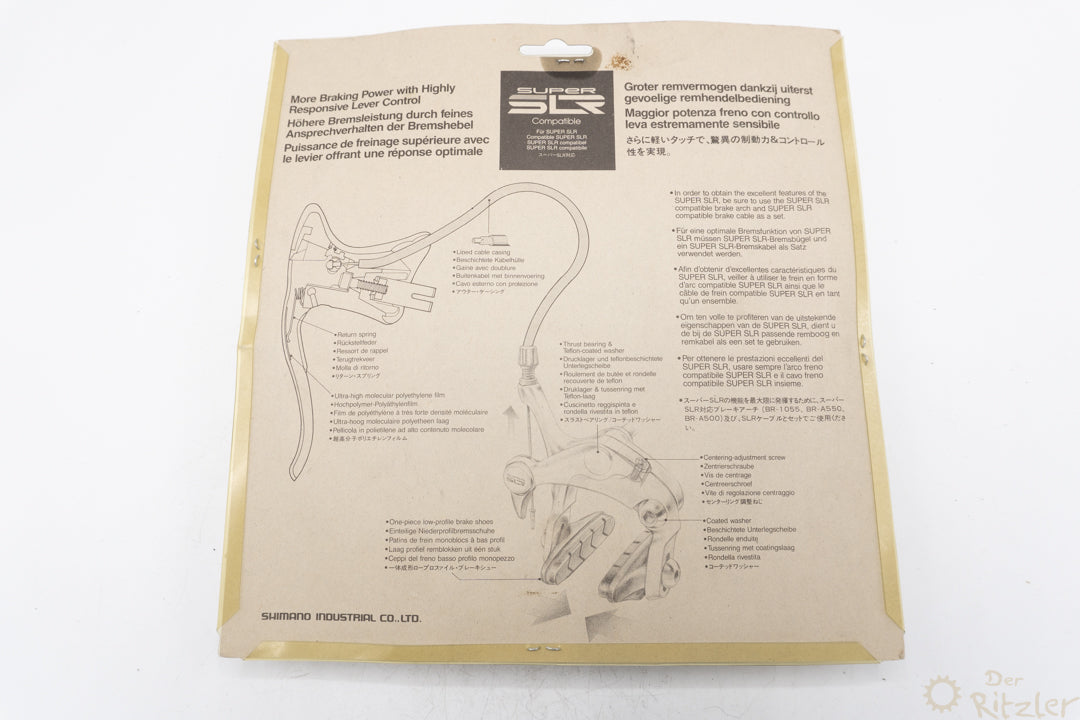 More Braking Power with Highly
Responsive Lever Control
Höhere Bremsleistung durch feines
Ansprechverhalten der Bremshebel
Puissance de freinage supérieure avec
le levier offrant une réponse optimale
SUPER
SLR
Compatible
Für SUPER SLR
Compatible SUPER SLR
SUPER SLR compatibel
SUPER SLR compatibile
スーパーSLR対応
Groter remvermogen dankzij uiterst
gevoelige remhendelbediening
Maggior potenza freno con controllo
leva estremamente sensibile
さらに軽いタッチで、驚異の制動力&コントロール
性を実現。
•In order to obtain the excellent features of the
SUPER SLR, be sure to use the SUPER SLR
compatible brake arch and SUPER SLR
compatible brake cable as a set.
•Für eine optimale Bremsfunktion von SUPER
SLR müssen SUPER SLR-Bremsbügel und
ein SUPER SLR-Bremskabel als Satz
verwendet werden.
•Afin d'obtenir d'excellentes caractéristiques du
SUPER SLR, veiller à utiliser le frein en forme
d'arc compatible SUPER SLR ainsi que le
câble de frein compatible SUPER SLR en tant
qu'un ensemble.
•Om ten volle te profiteren van de uitstekende
eigenschappen van de SUPER SLR, dient u
de bij de SUPER SLR passende remboog en
remkabel als een set te gebruiken.
•Per ottenere le prestazioni eccellenti del
SUPER SLR, usare sempre l'arco freno
compatibile SUPER SLR e il cavo freno
compatibile SUPER SLR insieme.
•スーパーSLRの機能を最大限に発揮するために、スーパー
SLR対応ブレーキアーチ (BR-1055, BR-A550,
BR-A500)及び、SLRケーブルとセットでご使用くださ
い。
•Lined cable casing
•Beschichtete Kabelhülle
•Gaine avec doublure
•Buitenkabel met binnenvoering
•Cavo esterno con protezione
•アウター・ケーシング
•Return spring
•Rückstellfeder
•Ressort de rappel
•Terugtrekveer
•Molla di ritorno
•リターン・スプリング
•Ultra-high molecular polyethylene film
•Hochpolymer-Polyäthylenfilm
•Film de polyéthylène à très forte densité moléculaire
•Ultra-hoog moleculaire polyetheen laag
•Pellicola in polietilene ad alto contenuto molecolare
•超高分子ポリエチレンフィルム
•Thrust bearing &
Teflon-coated washer
•Drucklager und teflonbeschichtete
Unterlegscheibe
•Roulement de butée et rondelle
recouverte de teflon
•Druklager & tussenring met
Teflon-laag
•Cuscinetto reggispinta e
rondella rivestita in teflon
•スラストベアリング/コーテッドワッシャー
SLR
•Centering-adjustment screw
•Zentrierschraube
•Vis de centrage
•Centreerschroef
•Vite di regolazione centraggio
•センターリング調整ねじ
•Coated washer
•Beschichtete Unterlegscheibe
•Rondelle enduite
•Tussenring met coatingslaag
•Rondella rivestita
•コーテッドワッシャー
•One-piece low-profile brake shoes
•Einteilige Niederprofilbremsschuhe
•Patins de frein monoblocs à bas profil
•Laag profiel remblokken uit één stuk
•Ceppi del freno basso profilo monopezzo
•一体成形ロープロファイル・ブレーキシュー
SHIMANO INDUSTRIAL CO.,LTD.
Der
Ritzler